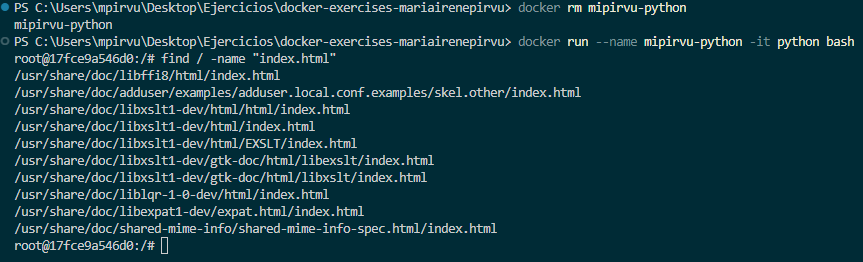 PS C:\Users\mpirvu\Desktop\Ejercicios\docker-exercises-mariairenepirvu> docker rm mipirvu-python
mipirvu-python
PS C:\Users\mpirvu\Desktop\Ejercicios\docker-exercises-mariairenepirvu> docker run --name mipirvu-python -it python bash
root@17fce9a546d0:/# find / -name "index.html"
/usr/share/doc/libffi8/html/index.html
/usr/share/doc/adduser/examples/adduser.local.conf.examples/skel.other/index.html
/usr/share/doc/libxslt1-dev/html/html/index.html
/usr/share/doc/libxslt1-dev/html/index.html
/usr/share/doc/libxslt1-dev/html/EXSLT/index.html
/usr/share/doc/libxslt1-dev/gtk-doc/html/libexslt/index.html
/usr/share/doc/libxslt1-dev/gtk-doc/html/libxslt/index.html
/usr/share/doc/liblqr-1-0-dev/html/index.html
/usr/share/doc/libexpat1-dev/expat.html/index.html
/usr/share/doc/shared-mime-info/shared-mime-info-spec.html/index.html
root@17fce9a546d0:/#